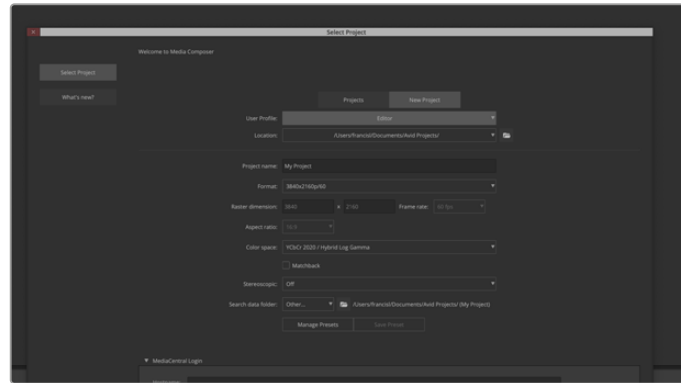 Select Project
Welcome to Media Composer
Select Project
What's new?
Projects New Project
User Profile: Editor
Location: /Users/francisl/Documents/Avid Projects/
Project name: My Project
Format: 3840x2160p/60
Raster dimension: 3840 x 2160 Frame rate: 60 fps
Aspect ratio: 16:9
Color space: YCbCr 2020 / Hybrid Log Gamma
Matchback
Stereoscopic: Off
Search data folder: Other... /Users/francisl/Documents/Avid Projects/ (My Project)
Manage Presets Save Preset
MediaCentral Login